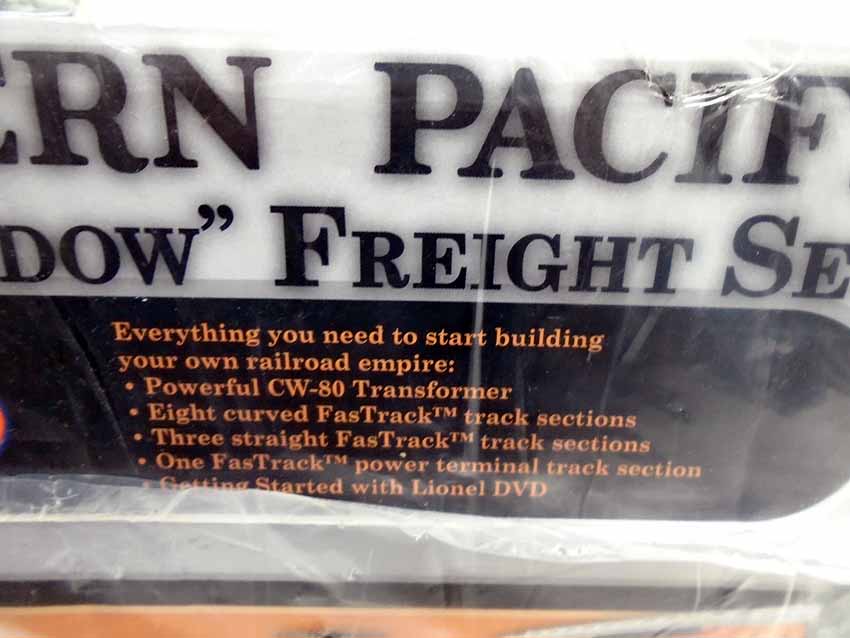 ERN PACIF
DOW” FREIGHT SE
Everything you need to start building
your own railroad empire:
• Powerful CW-80 Transformer
• Eight curved FasTrack™ track sections
• Three straight FasTrack™ track sections
• One FasTrack™ power terminal track section
• Getting Started with Lionel DVD